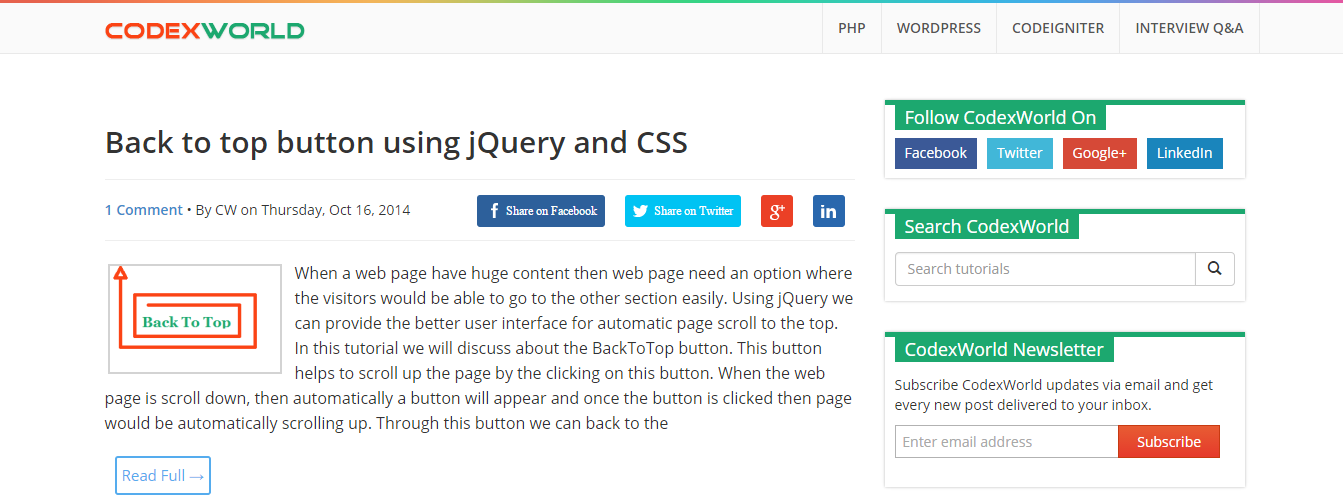 CODEXWORLD
PHP WORDPRESS CODEIGNITER INTERVIEW Q&A
Back to top button using jQuery and CSS
1 Comment • By CW on Thursday, Oct 16, 2014
Share on Facebook Share on Twitter g+ in
Back To Top
When a web page have huge content then web page need an option where
the visitors would be able to go to the other section easily. Using jQuery we
can provide the better user interface for automatic page scroll to the top.
In this tutorial we will discuss about the BackToTop button. This button
helps to scroll up the page by the clicking on this button. When the web
page is scroll down, then automatically a button will appear and once the button is clicked then page
would be automatically scrolling up. Through this button we can back to the
Read Full →
Follow CodexWorld On
Facebook Twitter Google+ LinkedIn
Search CodexWorld
Search tutorials
CodexWorld Newsletter
Subscribe CodexWorld updates via email and get
every new post delivered to your inbox.
Enter email address Subscribe